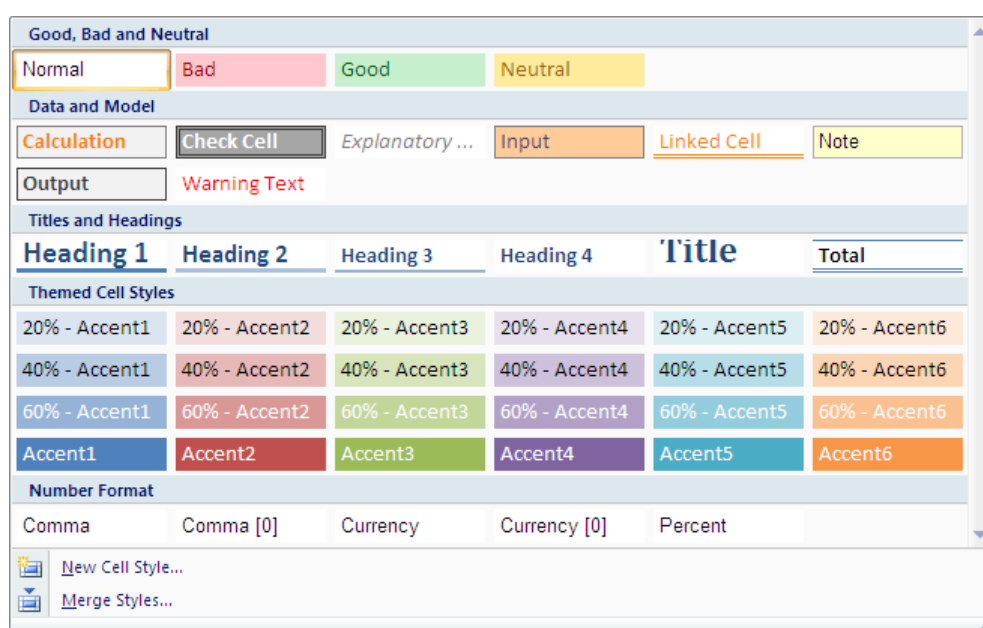 Good, Bad and Neutral
Normal Bad Good Neutral
Data and Model
Calculation Check Cell Explanatory ... Input Linked Cell Note
Output Warning Text
Titles and Headings
Heading 1 Heading 2 Heading 3 Heading 4 Title Total
Themed Cell Styles
20% - Accent1 20% - Accent2 20% - Accent3 20% - Accent4 20% - Accent5 20% - Accent6
40% - Accent1 40% - Accent2 40% - Accent3 40% - Accent4 40% - Accent5 40% - Accent6
60% - Accent1 60% - Accent2 60% - Accent3 60% - Accent4 60% - Accent5 60% - Accent6
Accent1 Accent2 Accent3 Accent4 Accent5 Accent6
Number Format
Comma Comma [0] Currency Currency [0] Percent
New Cell Style...
Merge Styles...